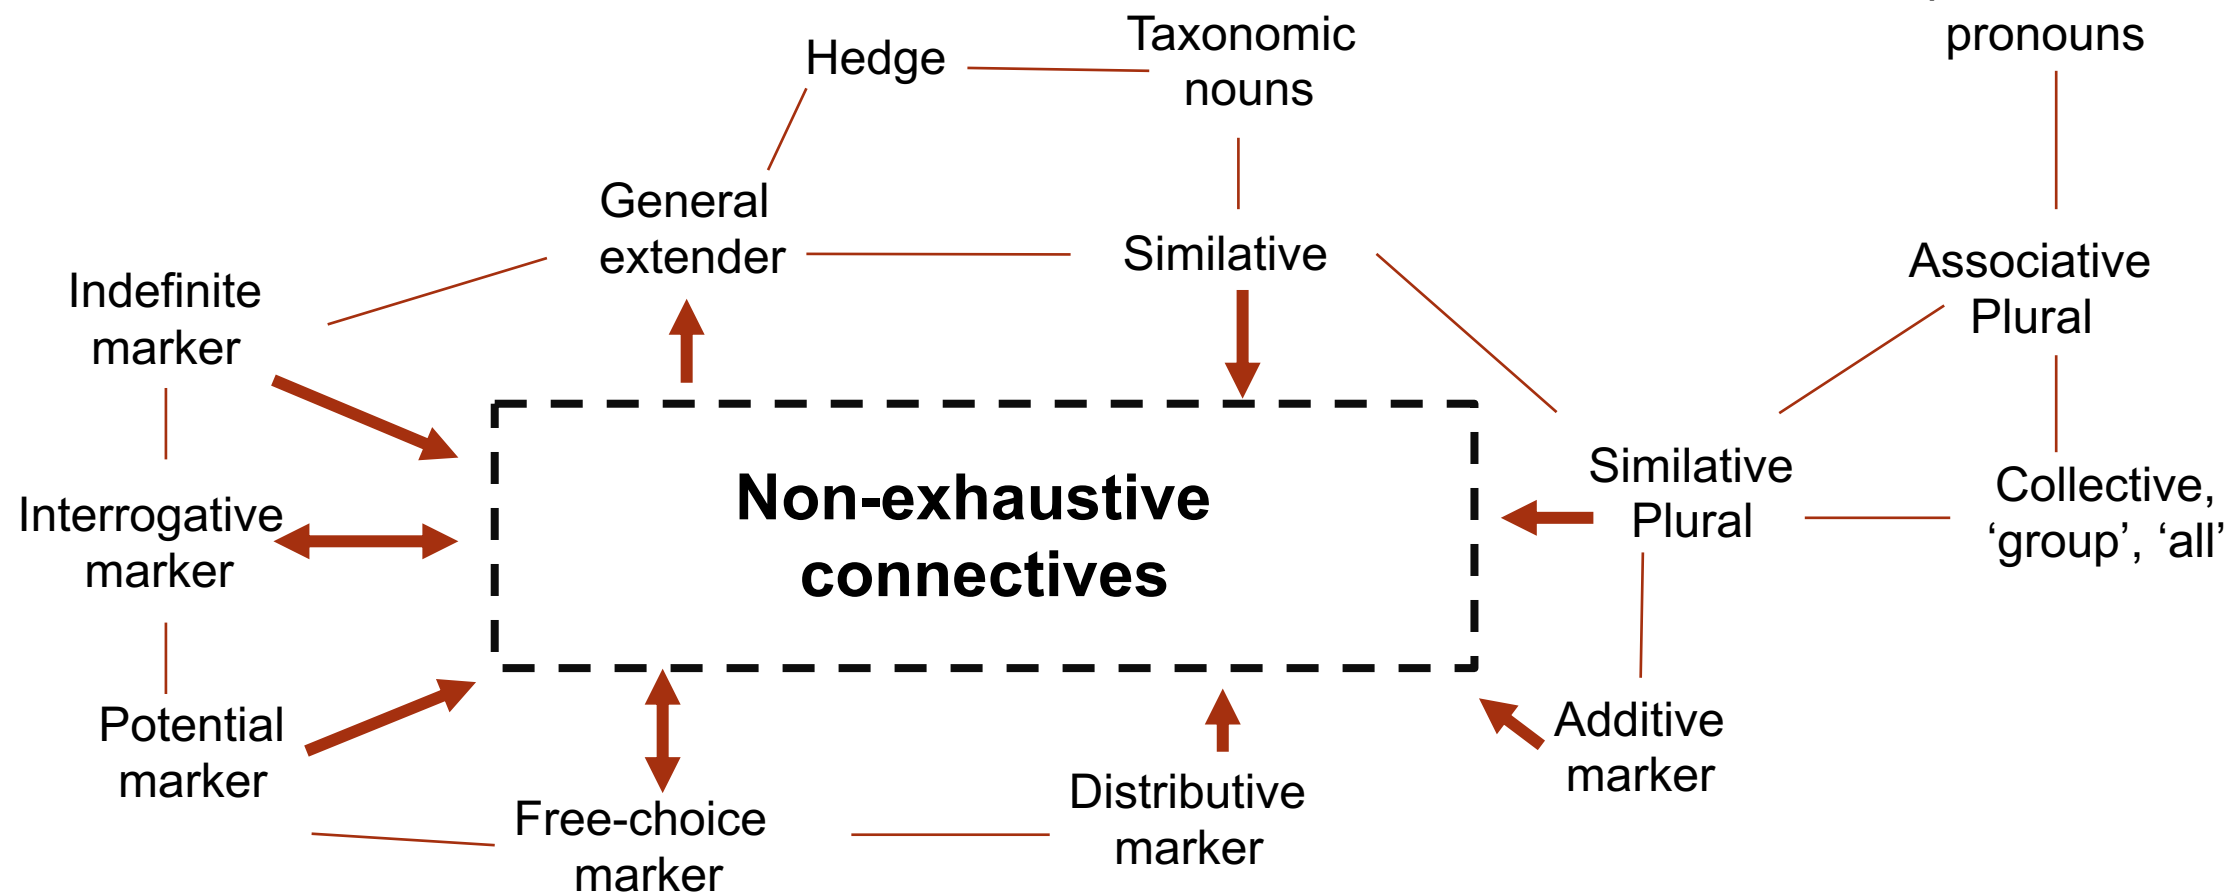 Hedge
Taxonomic
nouns
pronouns
General
extender
Similative
Associative
Plural
Indefinite
marker
Non-exhaustive
connectives
Similative
Plural
Collective,
‘group’, ‘all’
Interrogative
marker
Potential
marker
Free-choice
marker
Distributive
marker
Additive
marker